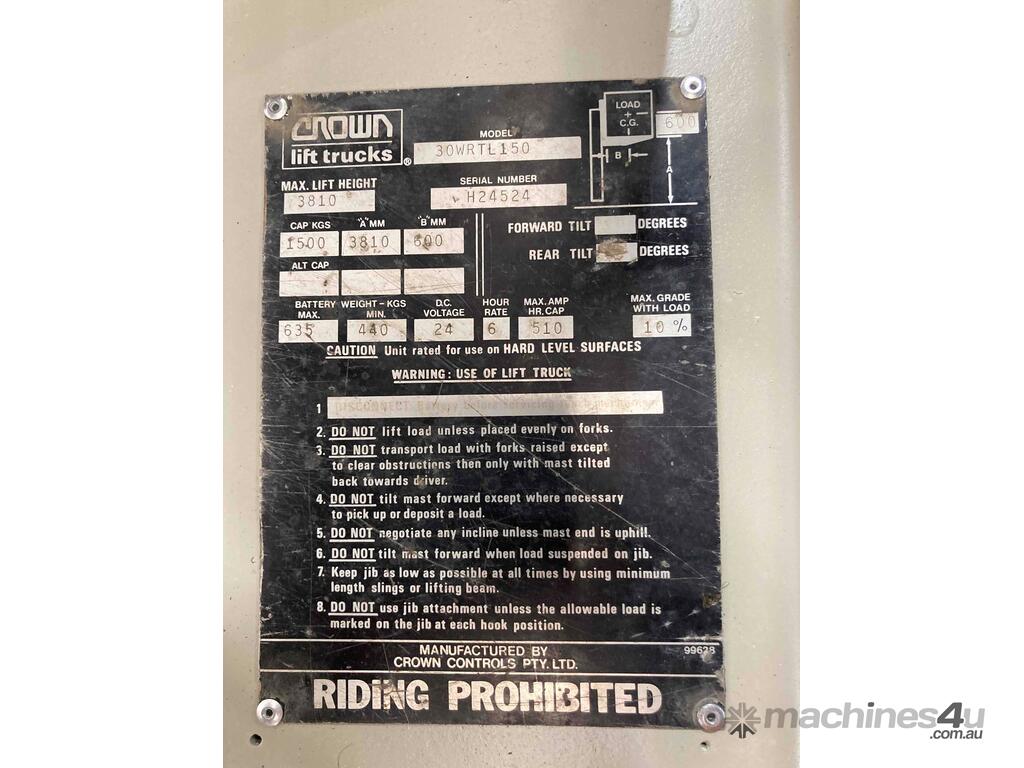 CROWN
lift trucks®
MODEL
30WRTL150
LOAD
+
C.G.
600
B
A
MAX. LIFT HEIGHT
3810
SERIAL NUMBER
H24524
CAP KGS "A" MM "B" MM
1500 3810 600
FORWARD TILT DEGREES
REAR TILT DEGREES
ALT CAP
BATTERY WEIGHT-KGS D.C. HOUR MAX. AMP MAX. GRADE
MAX. MIN. VOLTAGE RATE HR. CAP WITH LOAD
635 440 24 6 510 10 %
CAUTION Unit rated for use on HARD LEVEL SURFACES
WARNING: USE OF LIFT TRUCK
1 DISCONNECT Battery before servicing
2. DO NOT lift load unless placed evenly on forks.
3. DO NOT transport load with forks raised except
to clear obstructions then only with mast tilted
back towards driver.
4. DO NOT tilt mast forward except where necessary
to pick up or deposit a load.
5. DO NOT negotiate any incline unless mast end is uphill.
6. DO NOT tilt mast forward when load suspended on jib.
7. Keep jib as low as possible at all times by using minimum
length slings or lifting beam.
8. DO NOT use jib attachment unless the allowable load is
marked on the jib at each hook position.
MANUFACTURED BY
CROWN CONTROLS PTY. LTD.
99628
RIDING PROHIBITED
machines4u
.com.au